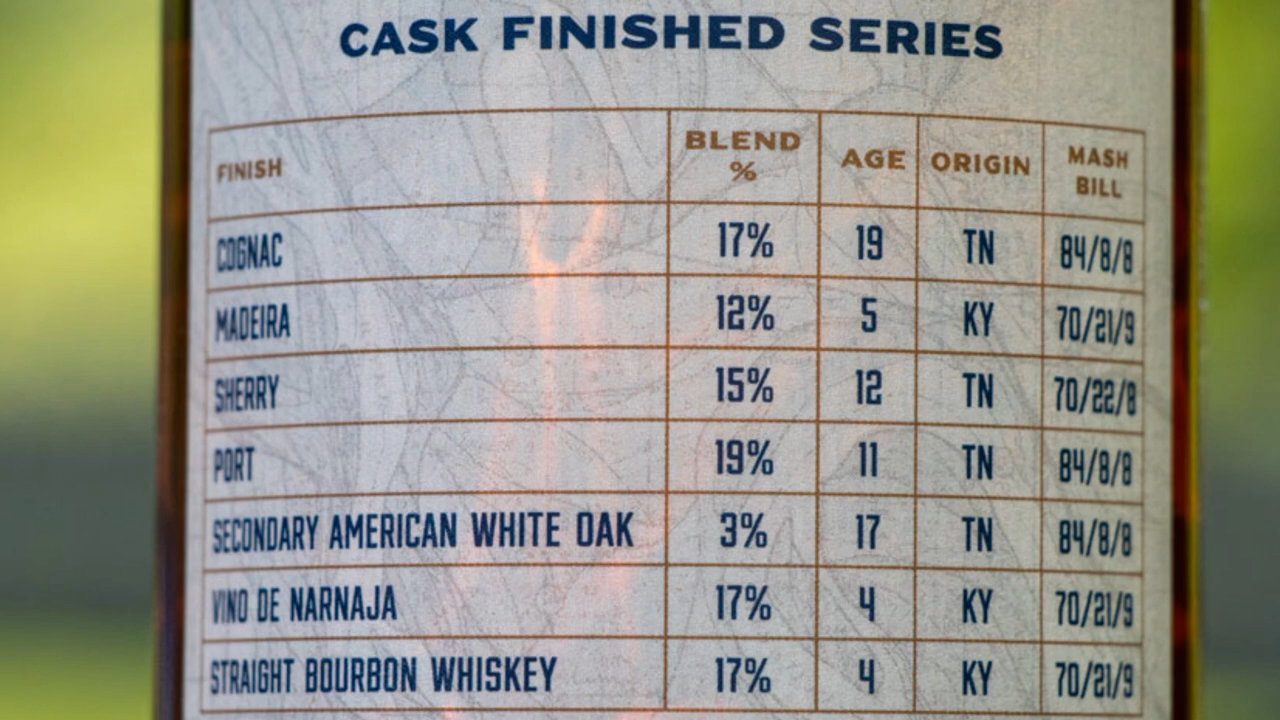 CASK FINISHED SERIES
FINISH BLEND % AGE ORIGIN MASH BILL
COGNAC 17% 19 TN 84/8/8
MADEIRA 12% 5 KY 70/21/9
SHERRY 15% 12 TN 70/22/8
PORT 19% 11 TN 84/8/8
SECONDARY AMERICAN WHITE OAK 3% 17 TN 84/8/8
VINO DE NARNAJA 17% 4 KY 70/21/9
STRAIGHT BOURBON WHISKEY 17% 4 KY 70/21/9